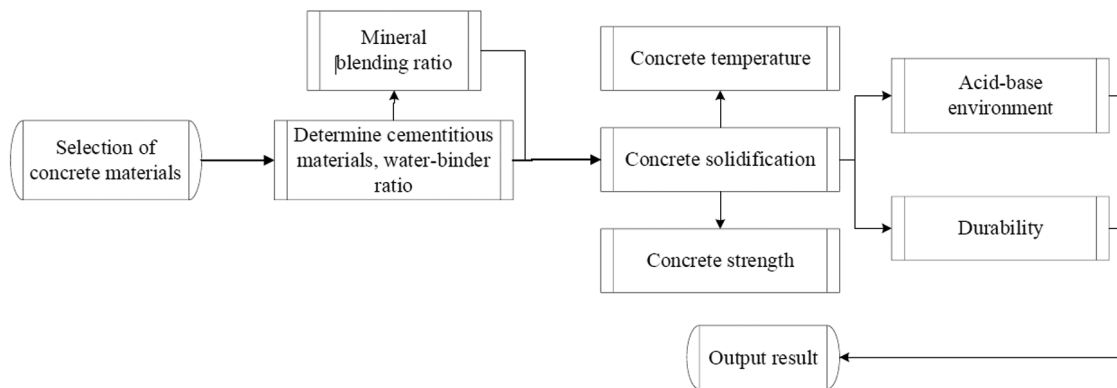 Mineral
blending ratio
Concrete temperature
Acid-base
environment
Selection of
concrete materials
Determine cementitious
materials, water-binder
ratio
Concrete solidification
Durability
Concrete strength
Output result